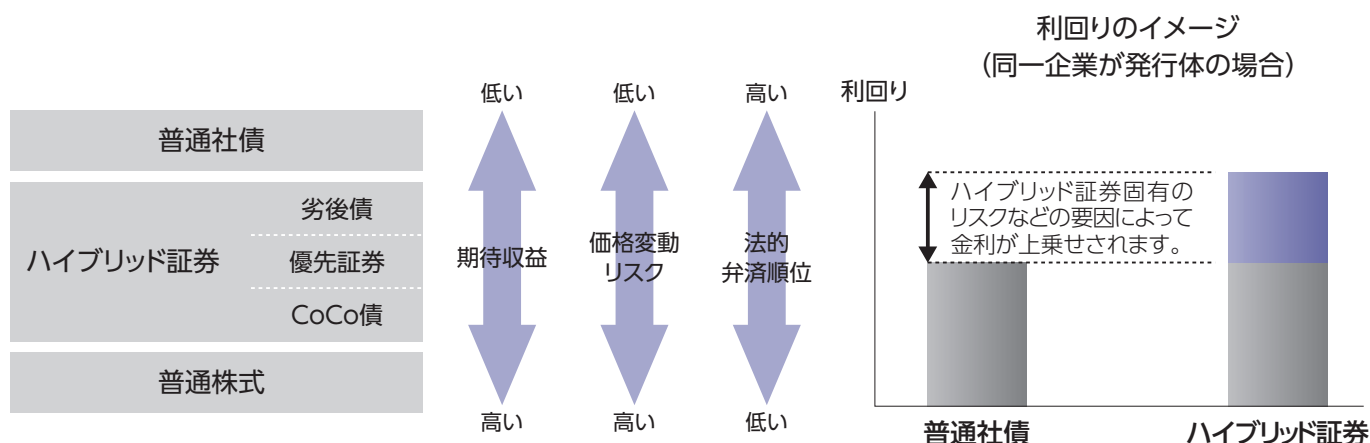 普通社債
ハイブリッド証券
劣後債
優先証券
CoCo債
普通株式
低い
期待収益
高い
低い
価格変動
リスク
高い
高い
法的
弁済順位
低い
利回りのイメージ
（同一企業が発行体の場合）
利回り
ハイブリッド証券固有の
リスクなどの要因によって
金利が上乗せされます。
普通社債
ハイブリッド証券